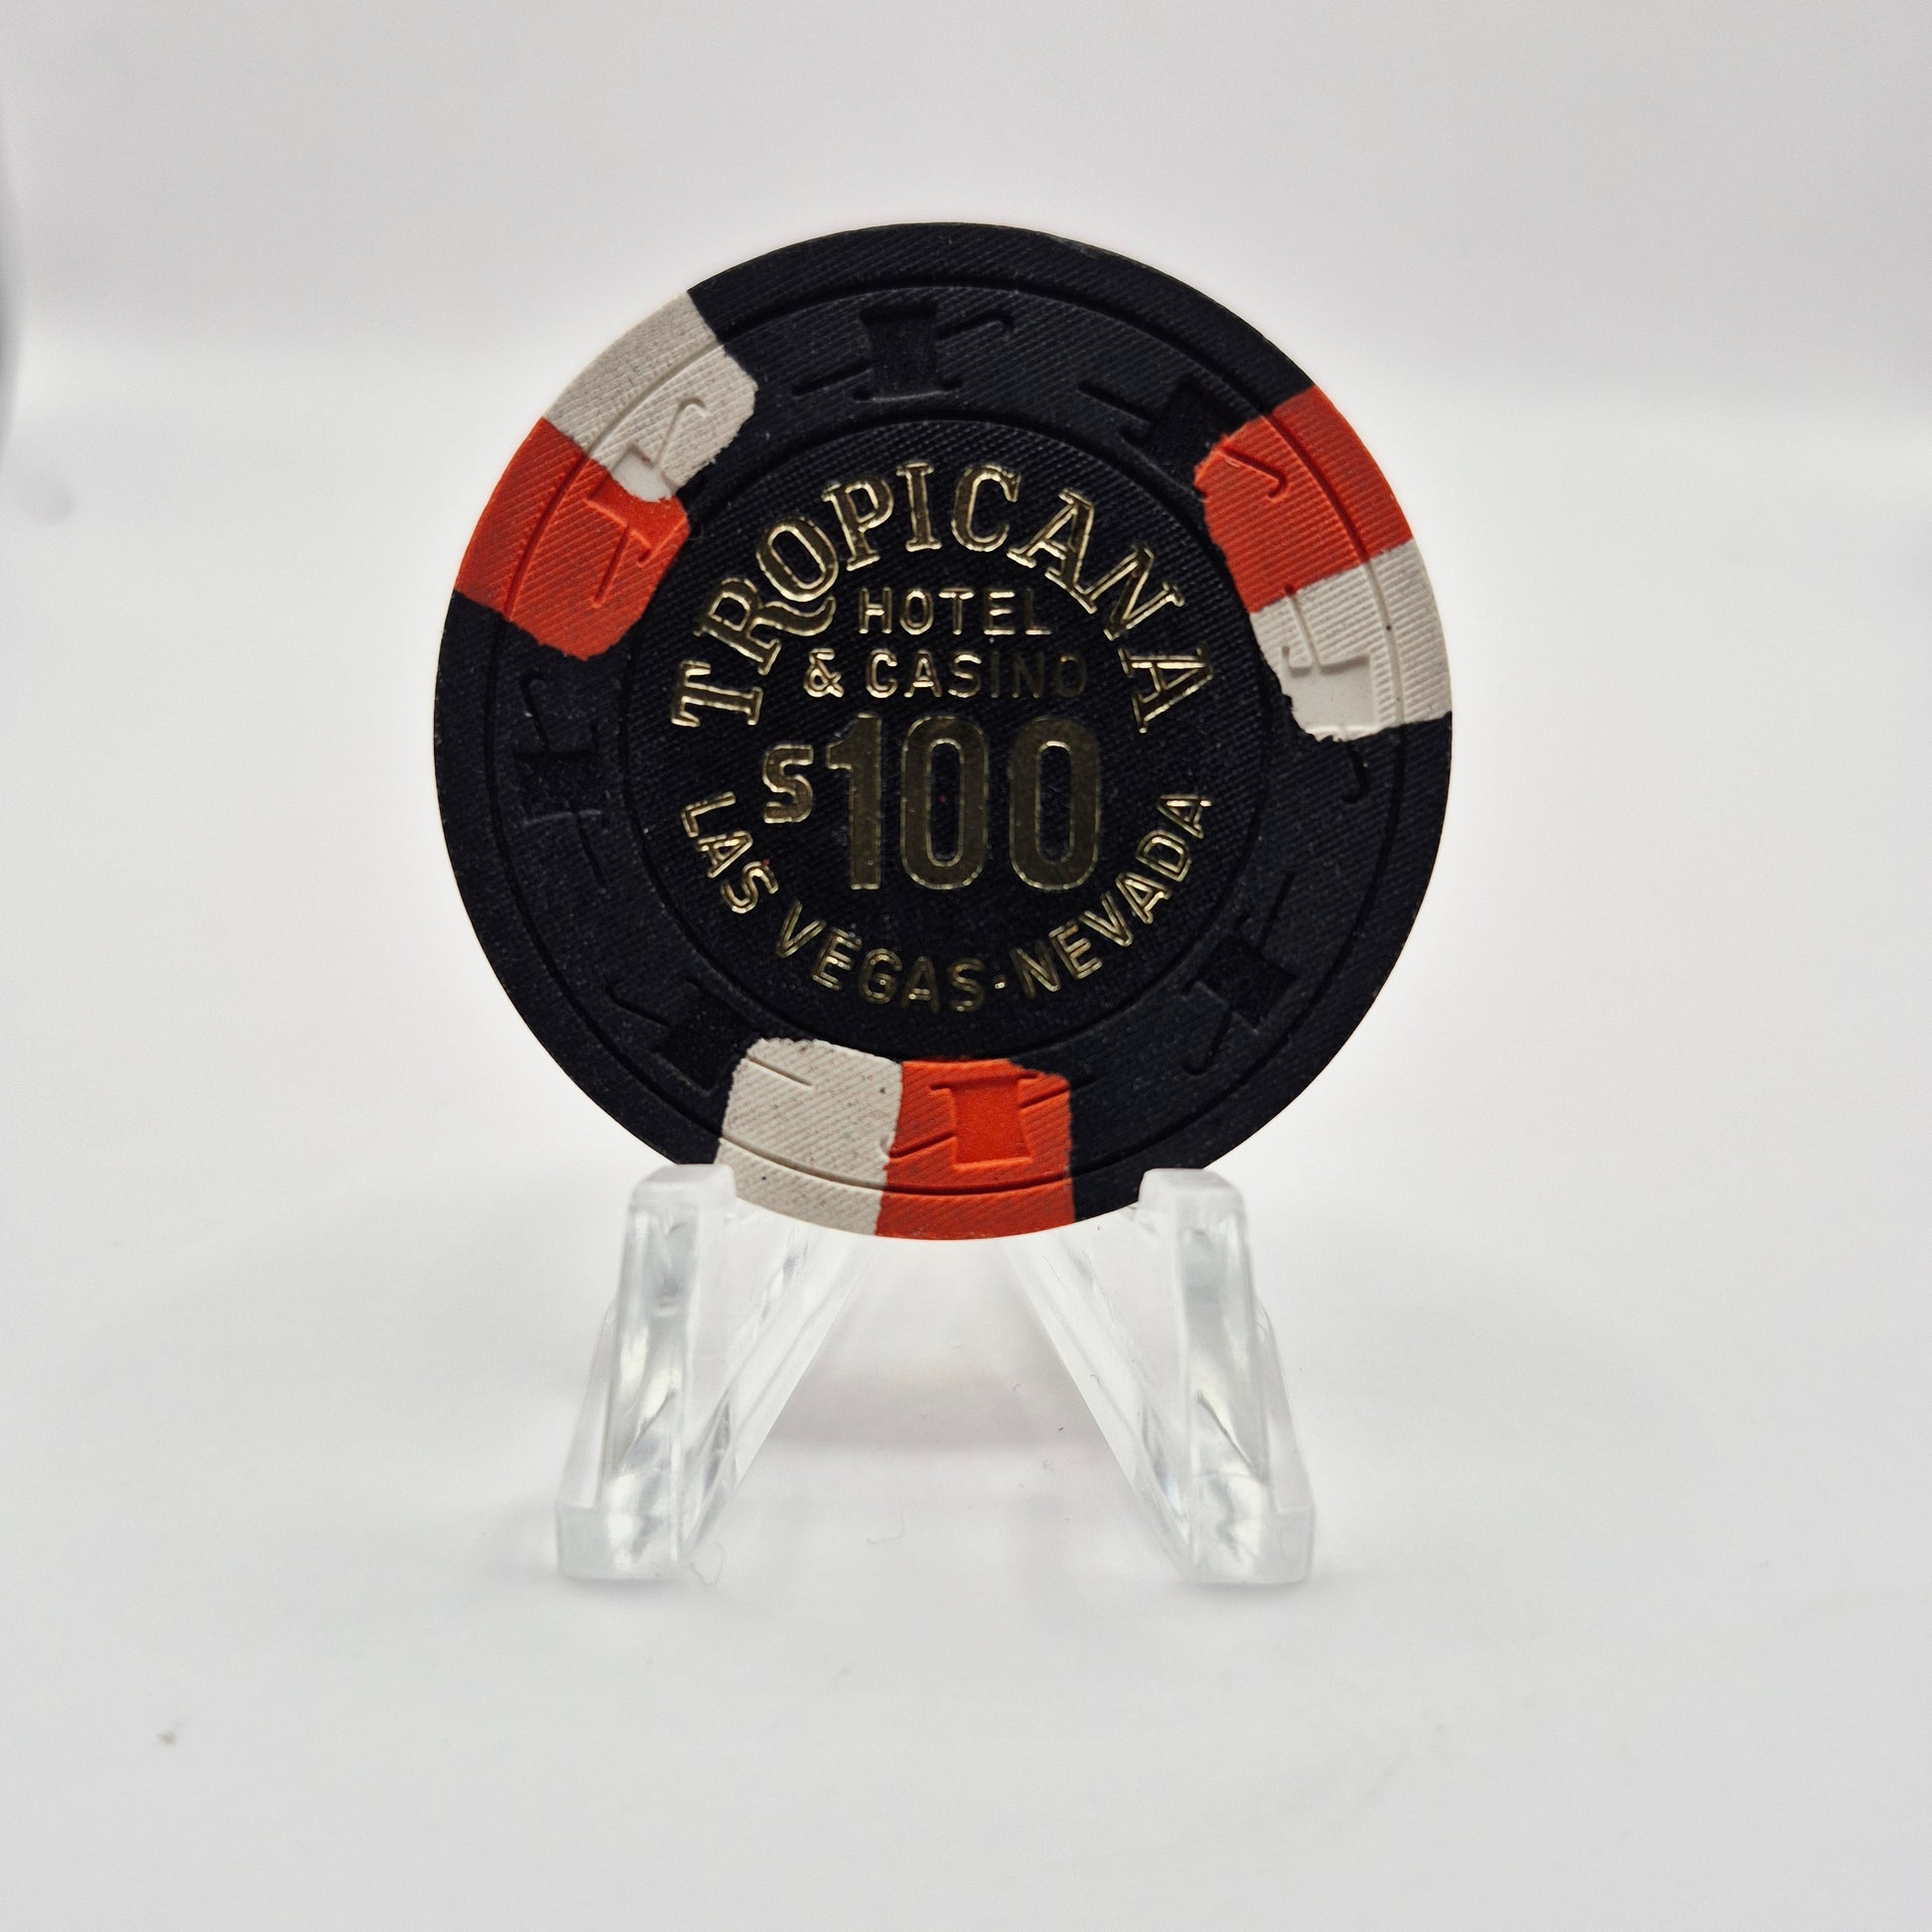 TROPICANA
HOTEL
& CASINO
$100
LAS VEGAS·NEVADA